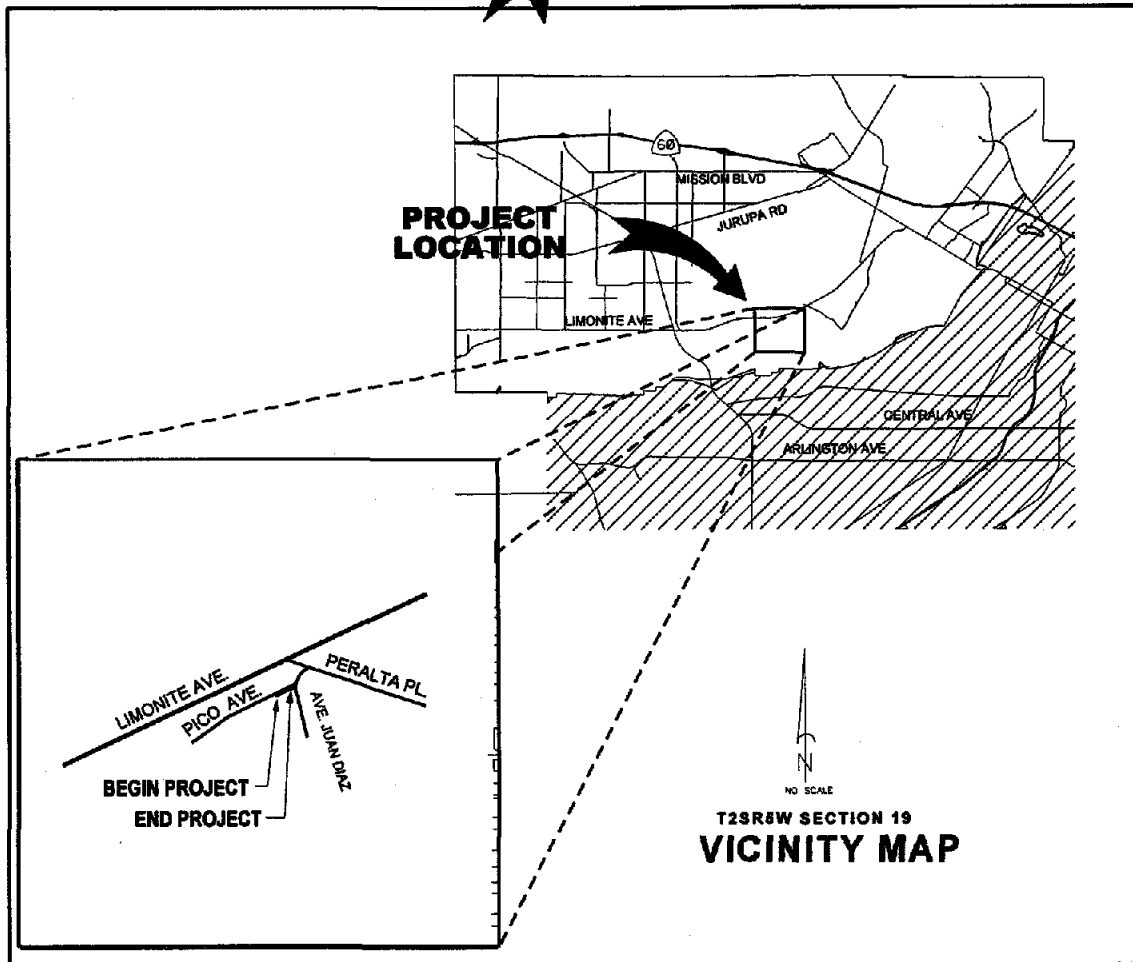 60
MISSION BLVD
JURUPA RD
PROJECT
LOCATION
LIMONITE AVE
CENTRAL AVE
ARLINGTON AVE
LIMONITE AVE.
PERALTA PL.
PICO AVE.
AVE. JUAN DIAZ
BEGIN PROJECT
END PROJECT
N
NO SCALE
T2SR5W SECTION 19
VICINITY MAP